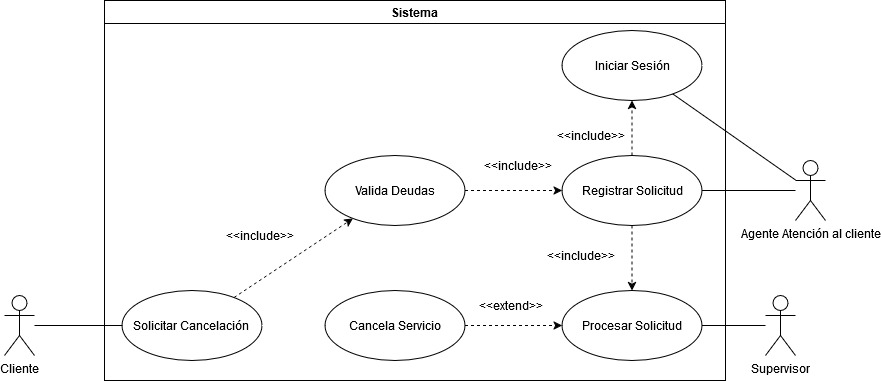 Sistema
Iniciar Sesión
<<include>>
<<include>>
Valida Deudas
Registrar Solicitud
Agente Atención al cliente
<<include>>
<<include>>
<<extend>>
Solicitar Cancelación
Cancela Servicio
Procesar Solicitud
Cliente
Supervisor